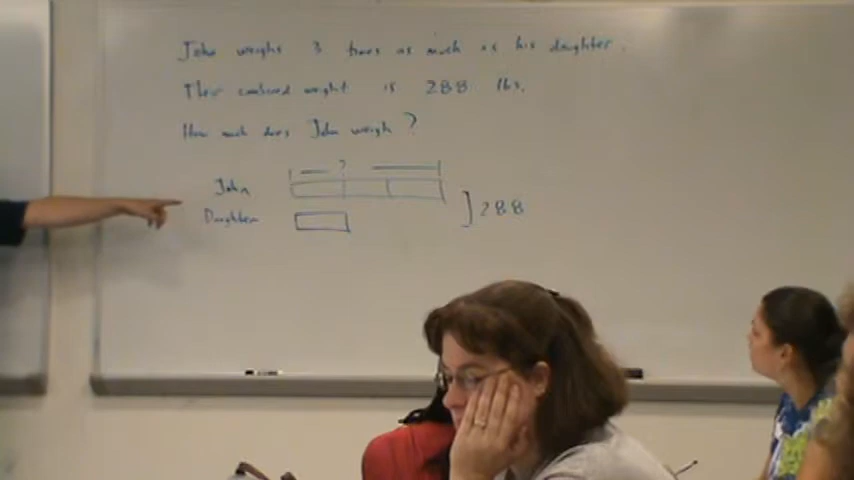 John weighs 3 times as much as his daughter.
Their combined weight is 288 lbs.
How much does John weigh ?
?
John
Daughter
288